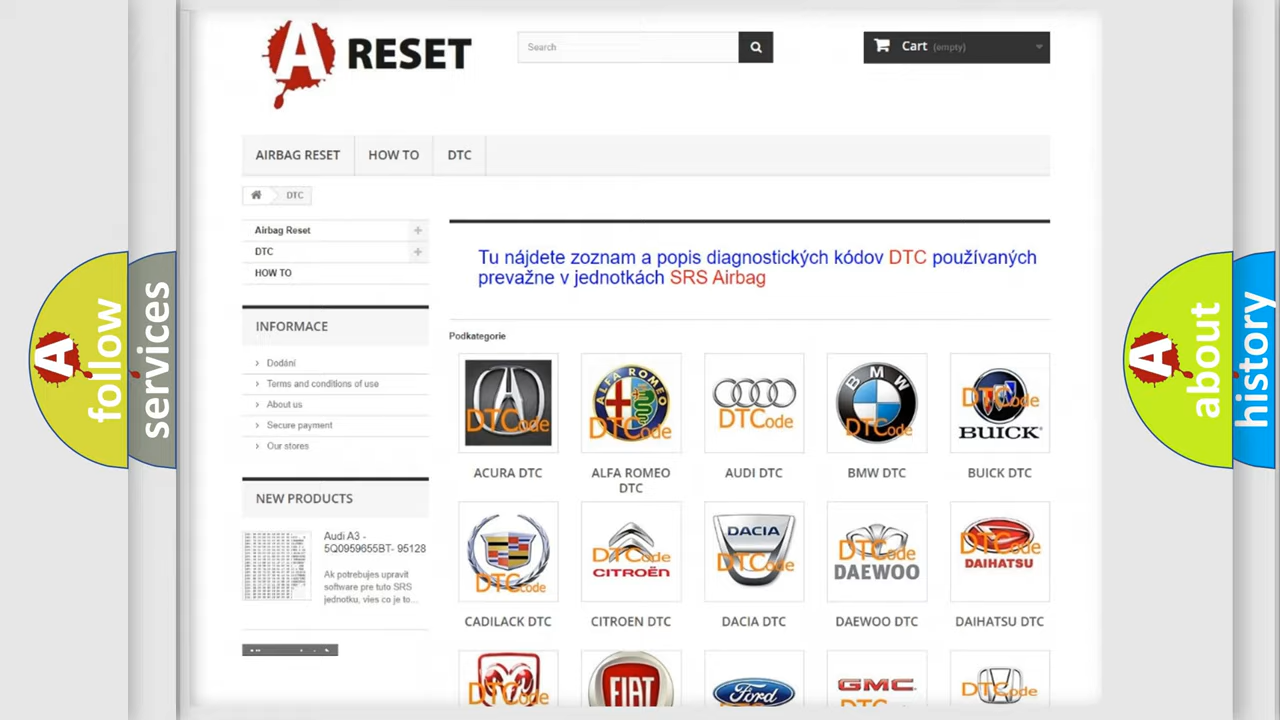 A RESET
Search
Cart (empty)
AIRBAG RESET
HOW TO
DTC
DTC
Airbag Reset
DTC
HOW TO
Tu nájdete zoznam a popis diagnostických kódov DTC používaných
prevažne v jednotkách SRS Airbag
INFORMACE
Dodání
Terms and conditions of use
About us
Secure payment
Our stores
NEW PRODUCTS
Audi A3 -
5Q0959655BT- 95128
Ak potrebujes upravit
software pre tuto SRS
jednotku, vies co je to...
Podkategorie
DTCode
ALFA ROMEO
DTCode
DTCode
BMW
DTCode
DTCode
BUICK
ACURA DTC
ALFA ROMEO
DTC
AUDI DTC
BMW DTC
BUICK DTC
DTCode
DTCode
CITROËN
DACIA
DTCode
DTCode
DAEWOO
DTCode
DAIHATSU
CADILACK DTC
CITROEN DTC
DACIA DTC
DAEWOO DTC
DAIHATSU DTC
DTCode
FIAT
Ford
GMC
DTCode
A follow
services
A about
history